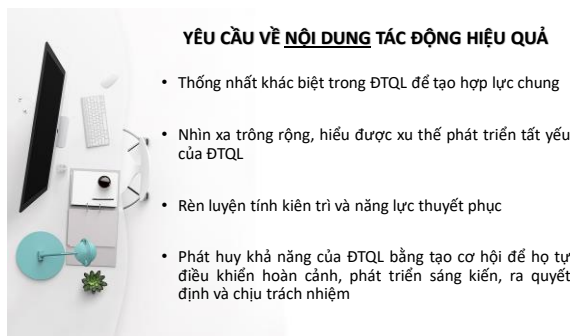 YÊU CẦU VỀ NỘI DUNG TÁC ĐỘNG HIỆU QUẢ
• Thống nhất khác biệt trong ĐTQL để tạo hợp lực chung
• Nhìn xa trông rộng, hiểu được xu thế phát triển tất yếu
của ĐTQL
• Rèn luyện tính kiên trì và năng lực thuyết phục
• Phát huy khả năng của ĐTQL bằng tạo cơ hội để họ tự
điều khiển hoàn cảnh, phát triển sáng kiến, ra quyết
định và chịu trách nhiệm